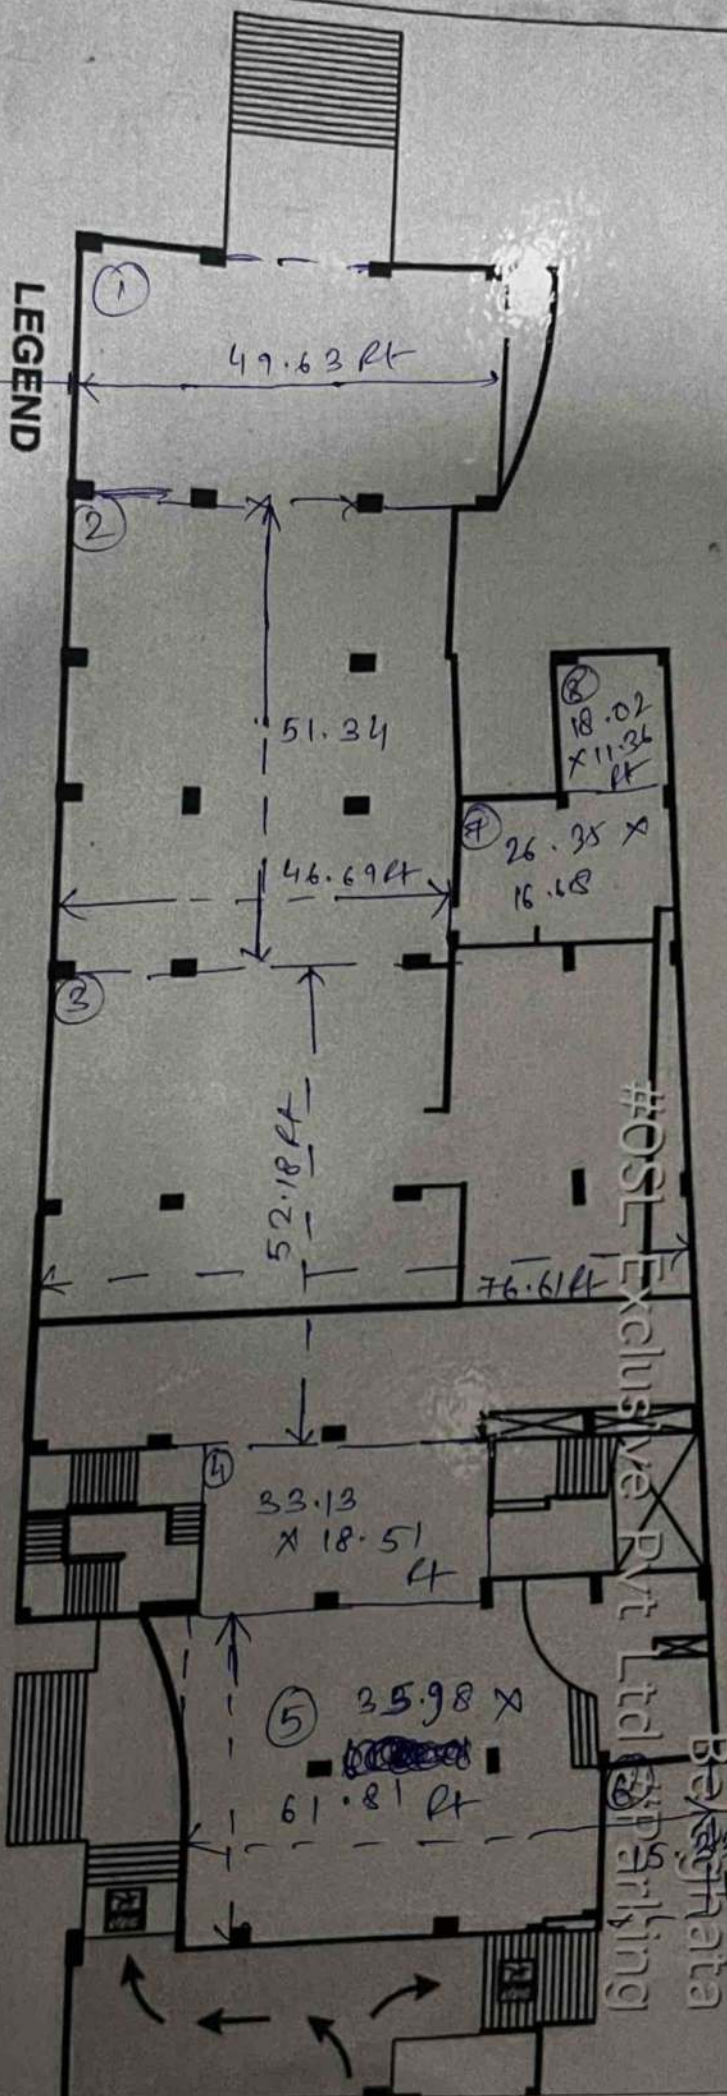 LEGEND
1
49.63 ft
2
51.34
46.69 ft
8
18.02
x 11.36
ft
7
26.35 x
16.68
3
52.18 ft
76.61 ft
4
33.13
x 18.51
ft
5
35.98 x
61.81 ft
6
#OSL Exclusive Pvt Ltd #Parking
Beleghata